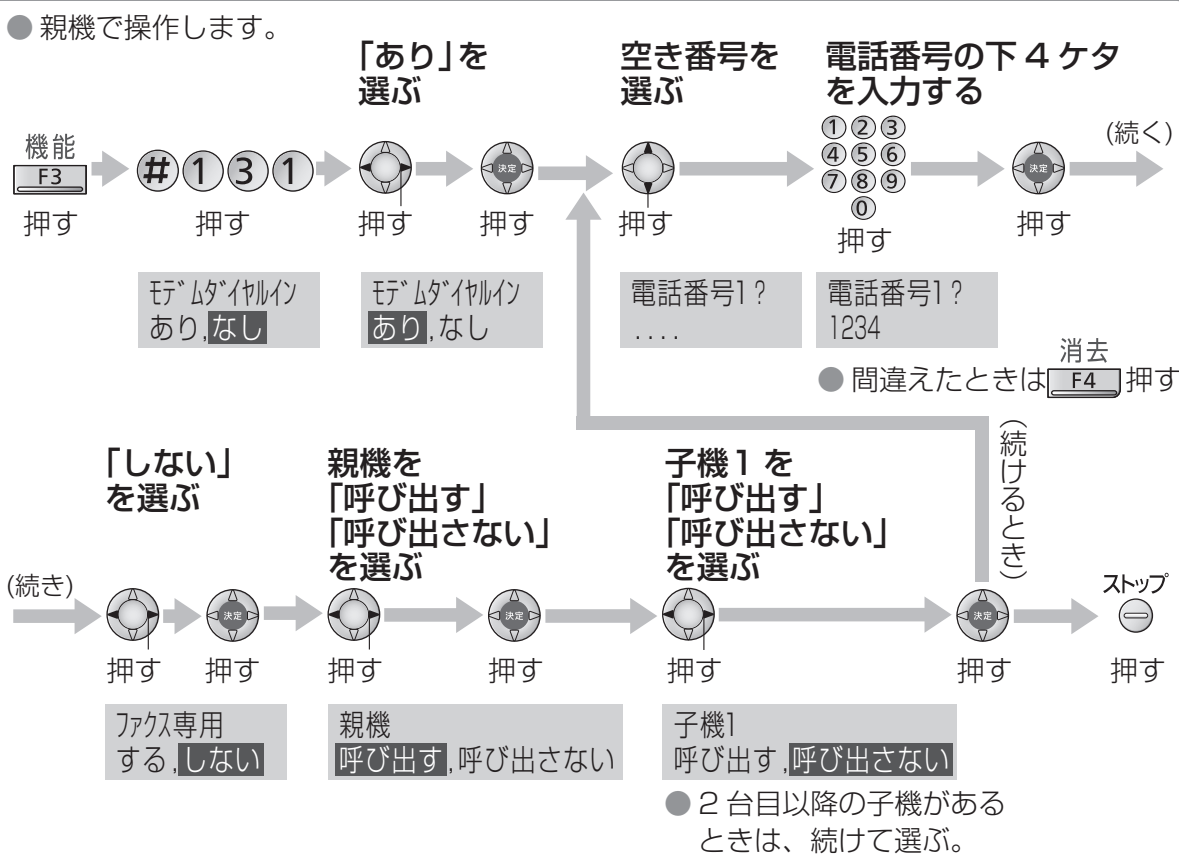 ● 親機で操作します。
「あり」を
選ぶ
空き番号を
選ぶ
電話番号の下4ケタ
を入力する
機能
F3
押す
#131
押す
押す
決定
押す
押す
①②③
④⑤⑥
⑦⑧⑨
⓪
押す
決定
押す
(続く)
ﾓﾃﾞﾑﾀﾞｲﾔﾙｲﾝ
あり,なし
ﾓﾃﾞﾑﾀﾞｲﾔﾙｲﾝ
あり,なし
電話番号1?
....
電話番号1?
1234
消去
● 間違えたときは F4 押す
(続けるとき)
「しない」
を選ぶ
親機を
「呼び出す」
「呼び出さない」
を選ぶ
子機1を
「呼び出す」
「呼び出さない」
を選ぶ
(続き)
押す
決定
押す
押す
決定
押す
押す
決定
押す
ストップ
押す
ﾌｧｸｽ専用
する,しない
親機
呼び出す,呼び出さない
子機1
呼び出す,呼び出さない
● 2台目以降の子機がある
ときは、続けて選ぶ。